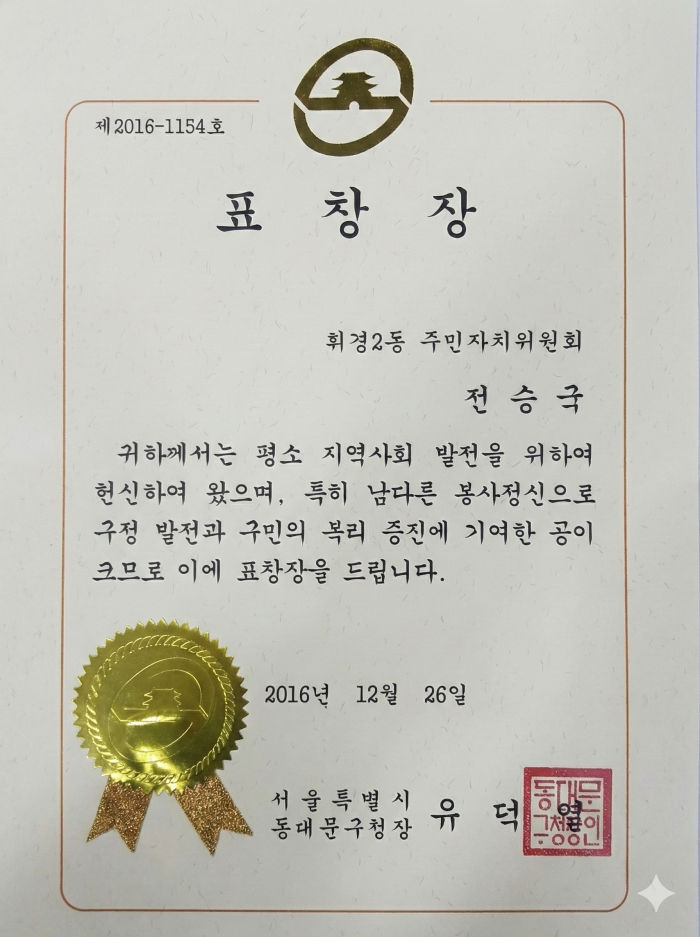 제2016-1154호
표 창 장
휘경2동 주민자치위원회
전 승 국
귀하께서는 평소 지역사회 발전을 위하여
헌신하여 왔으며, 특히 남다른 봉사정신으로
구정 발전과 구민의 복리 증진에 기여한 공이
크므로 이에 표창장을 드립니다.
2016년 12월 26일
서울특별시
동대문구청장 유 덕 열
동대문
구청장인